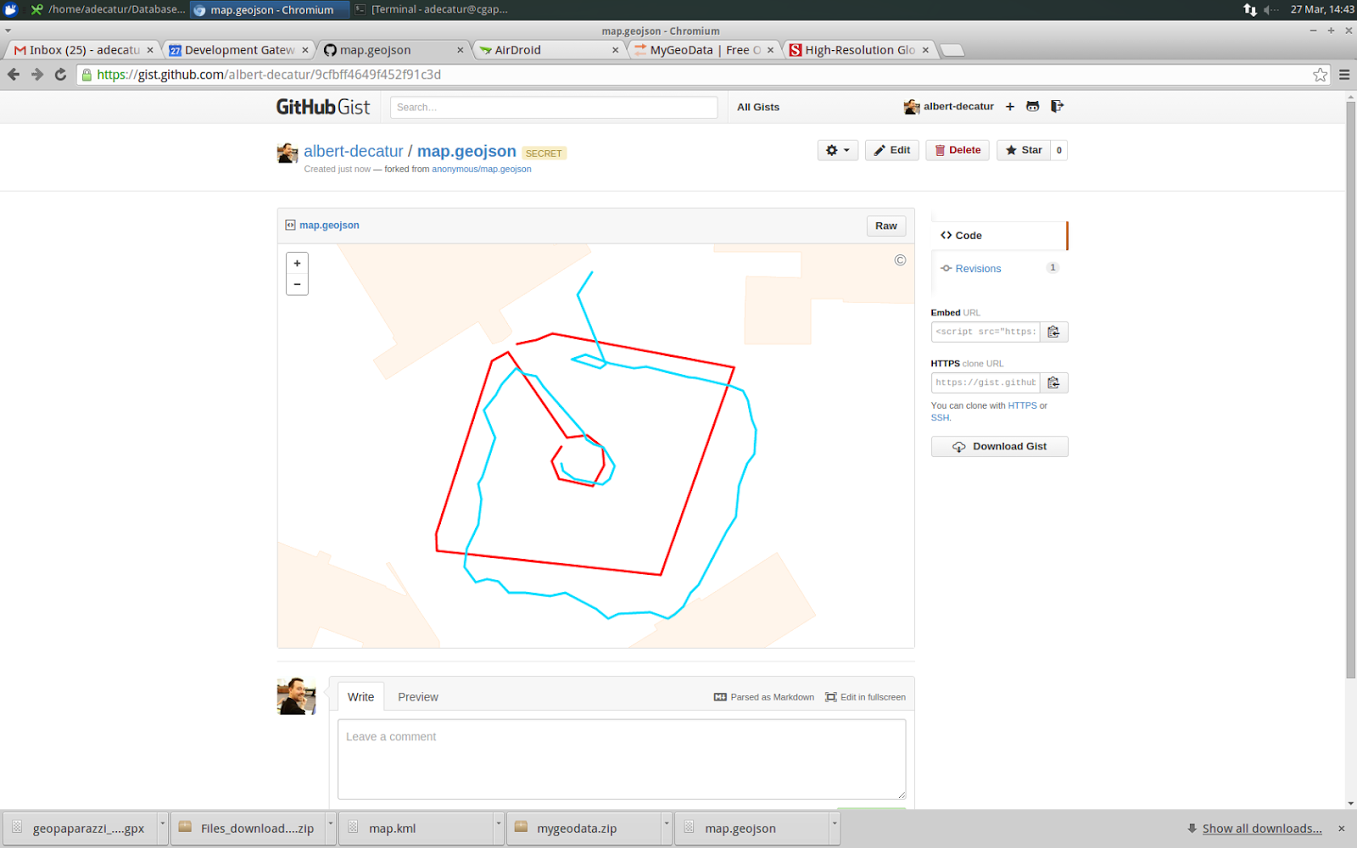 /home/adecatur/Database...
map.geojson - Chromium
[Terminal - adecatur@cgap...
27 Mar, 14:43
map.geojson - Chromium
Inbox (25) - adecatu
27 Development Gatew
map.geojson
AirDroid
MyGeoData | Free O
S High-Resolution Glo
https://gist.github.com/albert-decatur/9cfbff4649f452f91c3d
GitHub Gist
Search...
All Gists
albert-decatur
albert-decatur / map.geojson SECRET
Created just now — forked from anonymous/map.geojson
Edit
Delete
Star 0
map.geojson
Raw
+
−
©
Code
Revisions 1
Embed URL
<script src="https:
HTTPS clone URL
https://gist.github
You can clone with HTTPS or
SSH.
Download Gist
Write
Preview
Parsed as Markdown
Edit in fullscreen
Leave a comment
geopaparazzi_....gpx
Files_download....zip
map.kml
mygeodata.zip
map.geojson
Show all downloads...